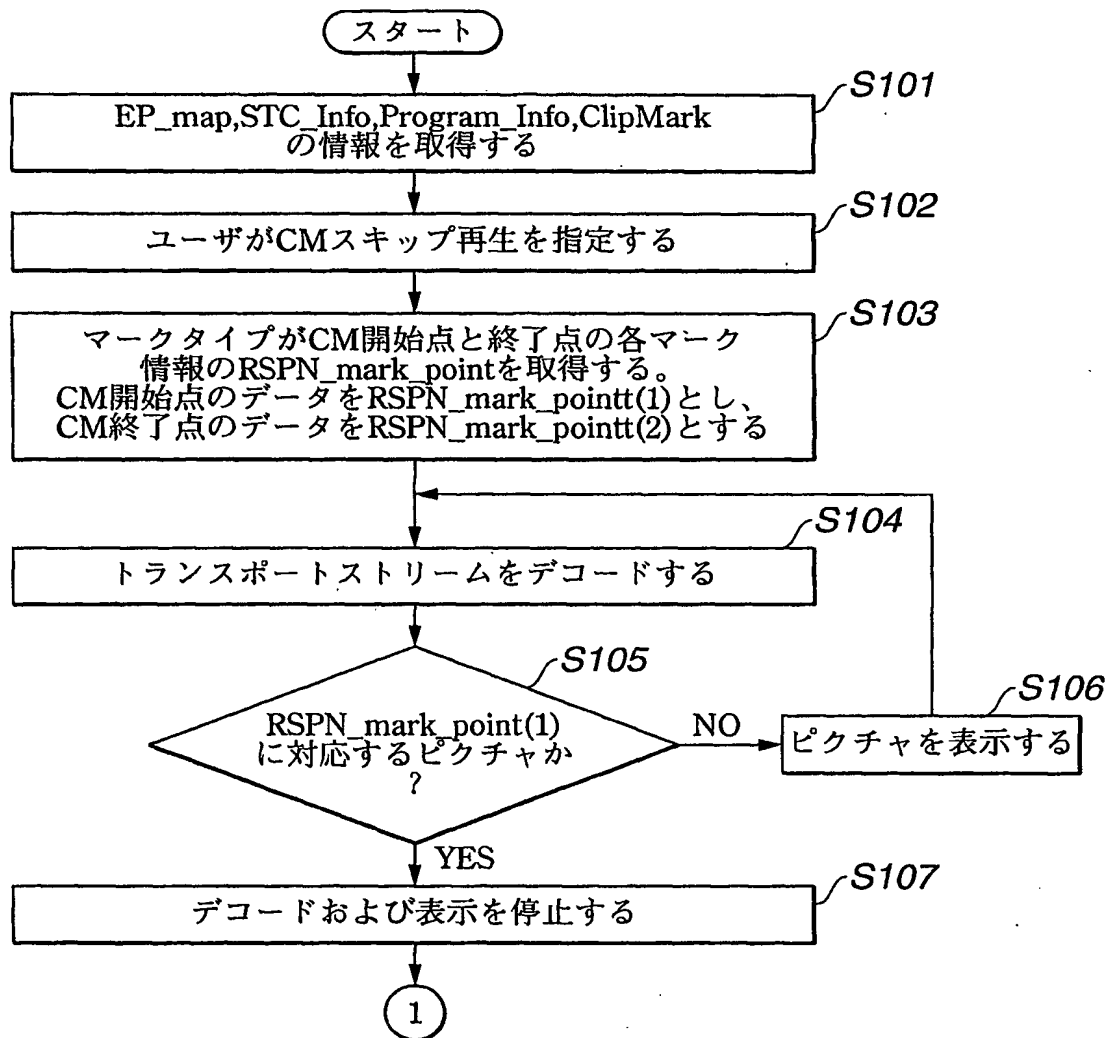 スタート
S101
EP_map,STC_Info,Program_Info,ClipMark
の情報を取得する
S102
ユーザがCMスキップ再生を指定する
S103
マークタイプがCM開始点と終了点の各マーク
情報のRSPN_mark_pointを取得する。
CM開始点のデータをRSPN_mark_pointt(1)とし、
CM終了点のデータをRSPN_mark_pointt(2)とする
S104
トランスポートストリームをデコードする
S105
RSPN_mark_point(1)
に対応するピクチャか
?
NO
S106
ピクチャを表示する
YES
S107
デコードおよび表示を停止する
1